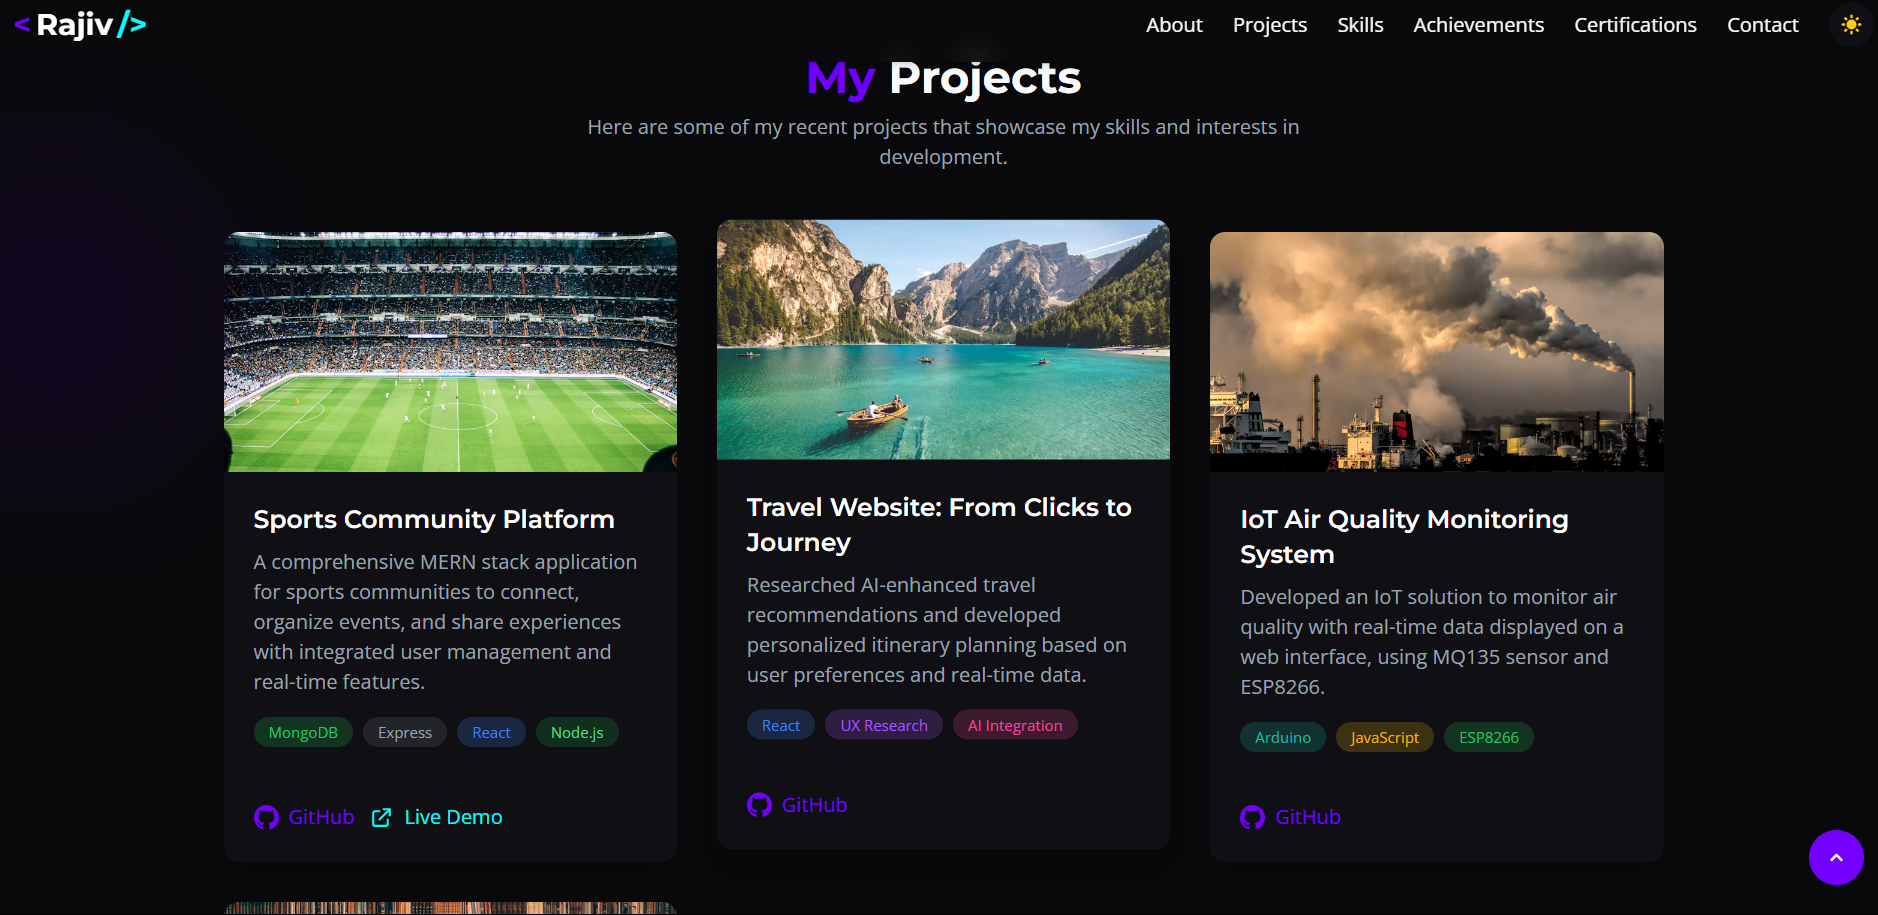 < Rajiv />
About Projects Skills Achievements Certifications Contact
My Projects
Here are some of my recent projects that showcase my skills and interests in
development.
Sports Community Platform
A comprehensive MERN stack application
for sports communities to connect,
organize events, and share experiences
with integrated user management and
real-time features.
MongoDB Express React Node.js
GitHub Live Demo
Travel Website: From Clicks to
Journey
Researched AI-enhanced travel
recommendations and developed
personalized itinerary planning based on
user preferences and real-time data.
React UX Research AI Integration
GitHub
IoT Air Quality Monitoring
System
Developed an IoT solution to monitor air
quality with real-time data displayed on a
web interface, using MQ135 sensor and
ESP8266.
Arduino JavaScript ESP8266
GitHub